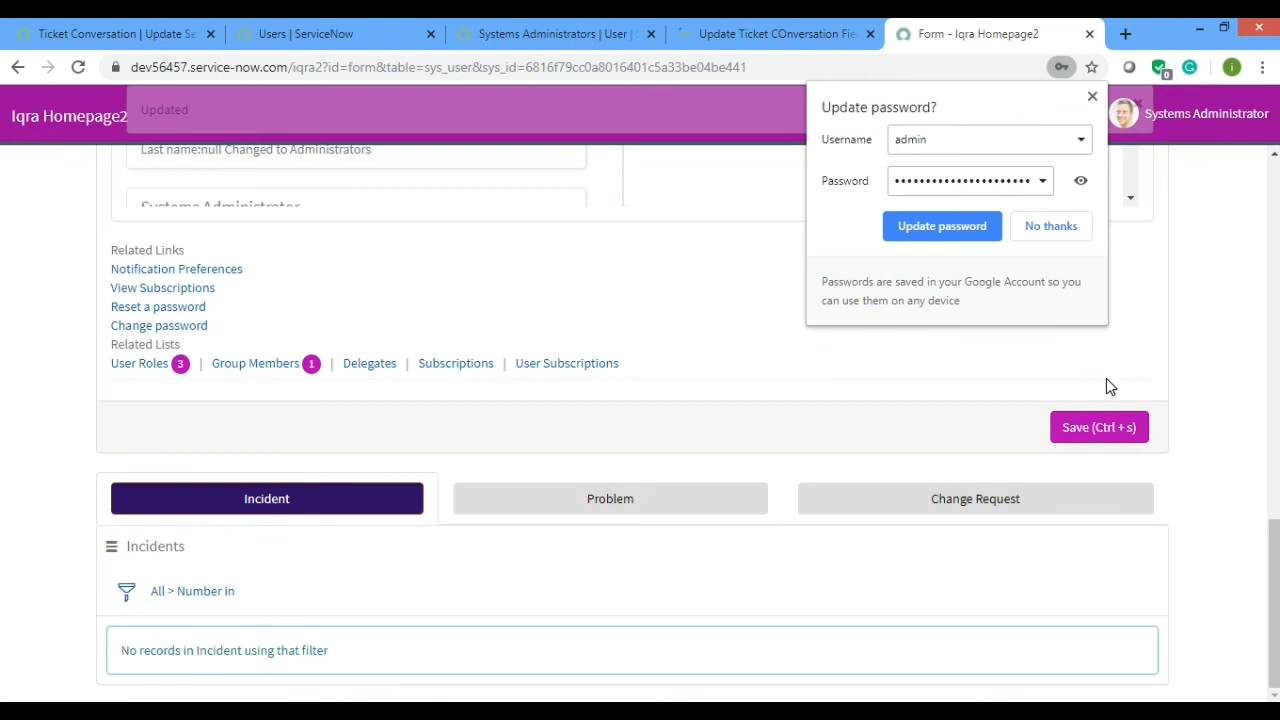 Ticket Conversation | Update Se
Users | ServiceNow
Systems Administrators | User |
Update Ticket COnversation Fie
Form - Iqra Homepage2
dev56457.service-now.com/iqra2?id=form&table=sys_user&sys_id=6816f79cc0a8016401c5a33be04be441
0
i
Iqra Homepage2
Updated
Systems Administrator
Update password?
Username admin
Password ••••••••••••••••••••••
Update password No thanks
Passwords are saved in your Google Account so you
can use them on any device
Last name:null Changed to Administrators
Systems Administrator
Related Links
Notification Preferences
View Subscriptions
Reset a password
Change password
Related Lists
User Roles 3 | Group Members 1 | Delegates | Subscriptions | User Subscriptions
Save (Ctrl + s)
Incident Problem Change Request
Incidents
All > Number in
No records in Incident using that filter